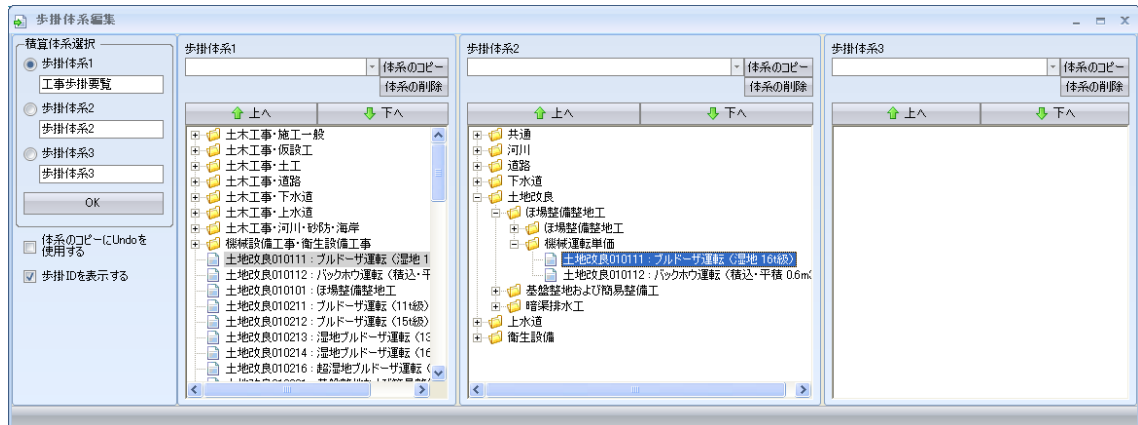 歩掛体系編集
積算体系選択
歩掛体系1
工事歩掛要覧
歩掛体系2
歩掛体系2
歩掛体系3
歩掛体系3
OK
体系のコピーにUndoを
使用する
歩掛IDを表示する
歩掛体系1
体系のコピー
体系の削除
上へ
下へ
土木工事・施工一般
土木工事・仮設工
土木工事・土工
土木工事・道路
土木工事・下水道
土木工事・上水道
土木工事・河川・砂防・海岸
機械設備工事・衛生設備工事
土地改良010111：ブルドーザ運転（湿地 1
土地改良010112：バックホウ運転（積込・平
土地改良010101：ほ場整備整地工
土地改良010211：ブルドーザ運転（11t級）
土地改良010212：ブルドーザ運転（15t級）
土地改良010213：湿地ブルドーザ運転（13
土地改良010214：湿地ブルドーザ運転（16
土地改良010216：超湿地ブルドーザ運転（
歩掛体系2
体系のコピー
体系の削除
上へ
下へ
共通
河川
道路
下水道
土地改良
ほ場整備整地工
ほ場整備整地工
機械運転単価
土地改良010111：ブルドーザ運転（湿地 16t級）
土地改良010112：バックホウ運転（積込・平積 0.6m
基盤整地および簡易整備工
暗渠排水工
上水道
衛生設備
歩掛体系3
体系のコピー
体系の削除
上へ
下へ